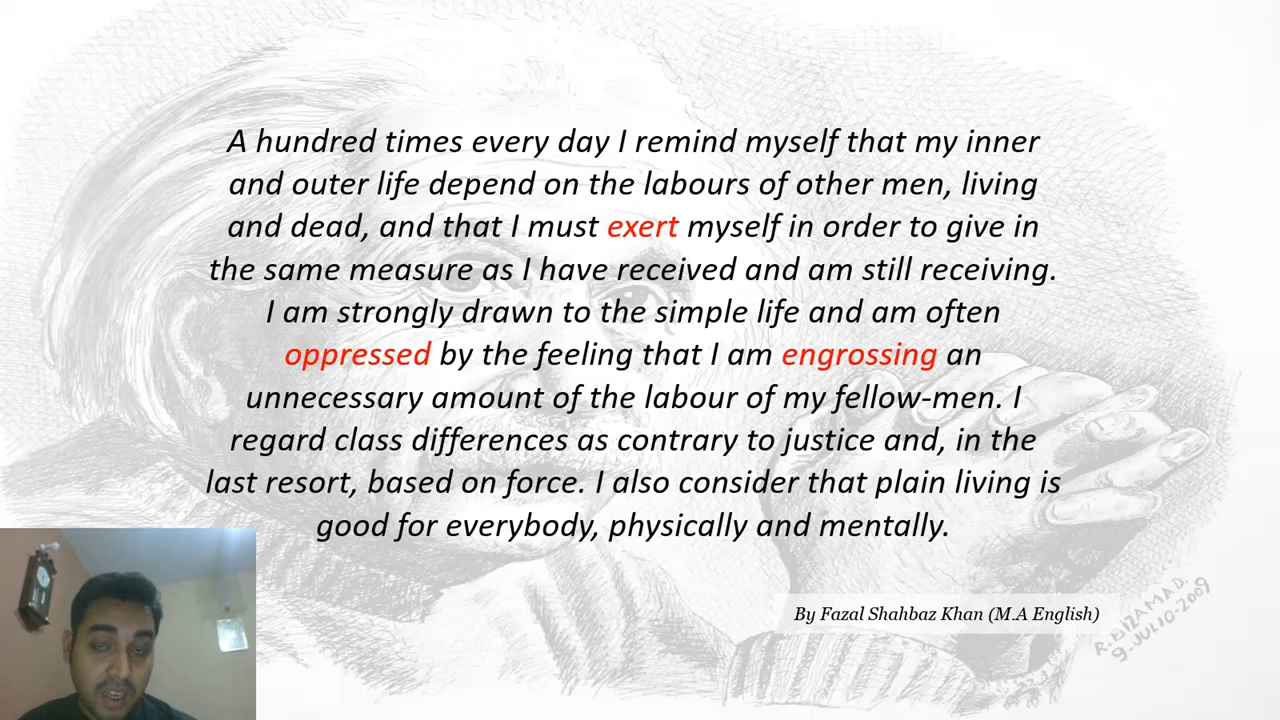 A hundred times every day I remind myself that my inner
and outer life depend on the labours of other men, living
and dead, and that I must exert myself in order to give in
the same measure as I have received and am still receiving.
I am strongly drawn to the simple life and am often
oppressed by the feeling that I am engrossing an
unnecessary amount of the labour of my fellow-men. I
regard class differences as contrary to justice and, in the
last resort, based on force. I also consider that plain living is
good for everybody, physically and mentally.
By Fazal Shahbaz Khan (M.A English)
R. DIZAMA D.
9-JULIO-2009